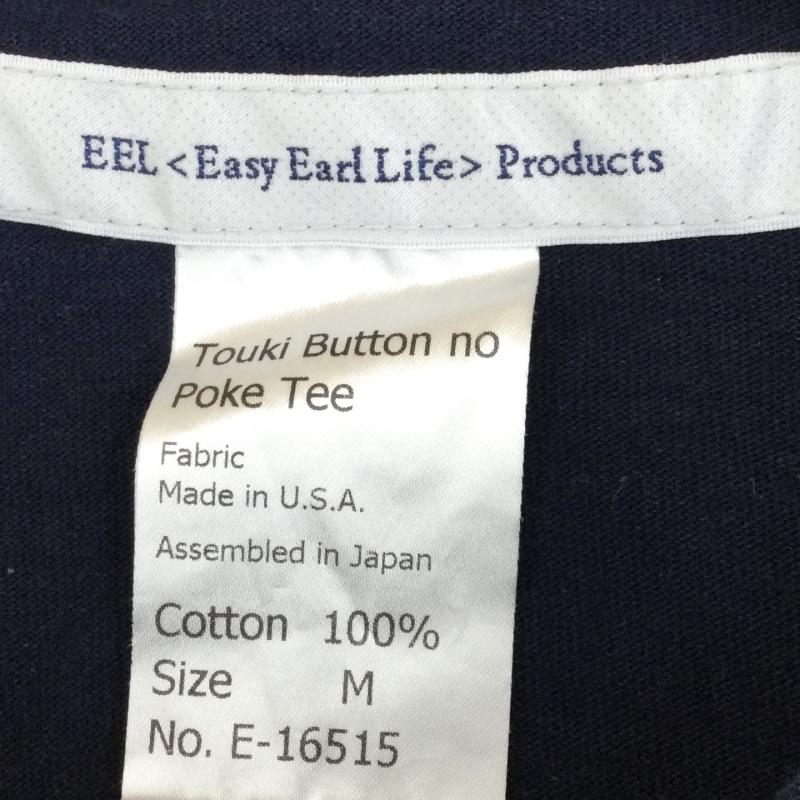 EEL <Easy Earl Life> Products
Touki Button no
Poke Tee
Fabric
Made in U.S.A.
Assembled in Japan
Cotton 100%
Size M
No. E-16515